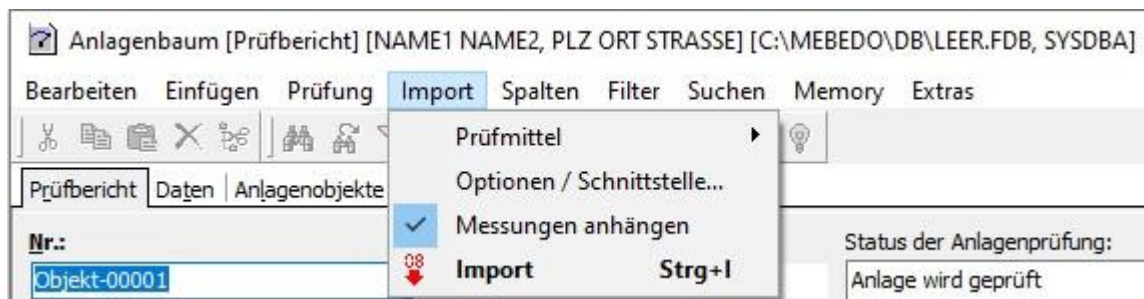 Anlagenbaum [Prüfbericht] [NAME1 NAME2, PLZ ORT STRASSE] [C:\MEBEDO\DB\LEER.FDB, SYSDBA]
Bearbeiten Einfügen Prüfung Import Spalten Filter Suchen Memory Extras
Prüfmittel
Optionen / Schnittstelle...
Prüfbericht Daten Anlagenobjekte
Messungen anhängen
Nr.: Status der Anlagenprüfung:
08 Import Strg+I
Objekt-00001 Anlage wird geprüft